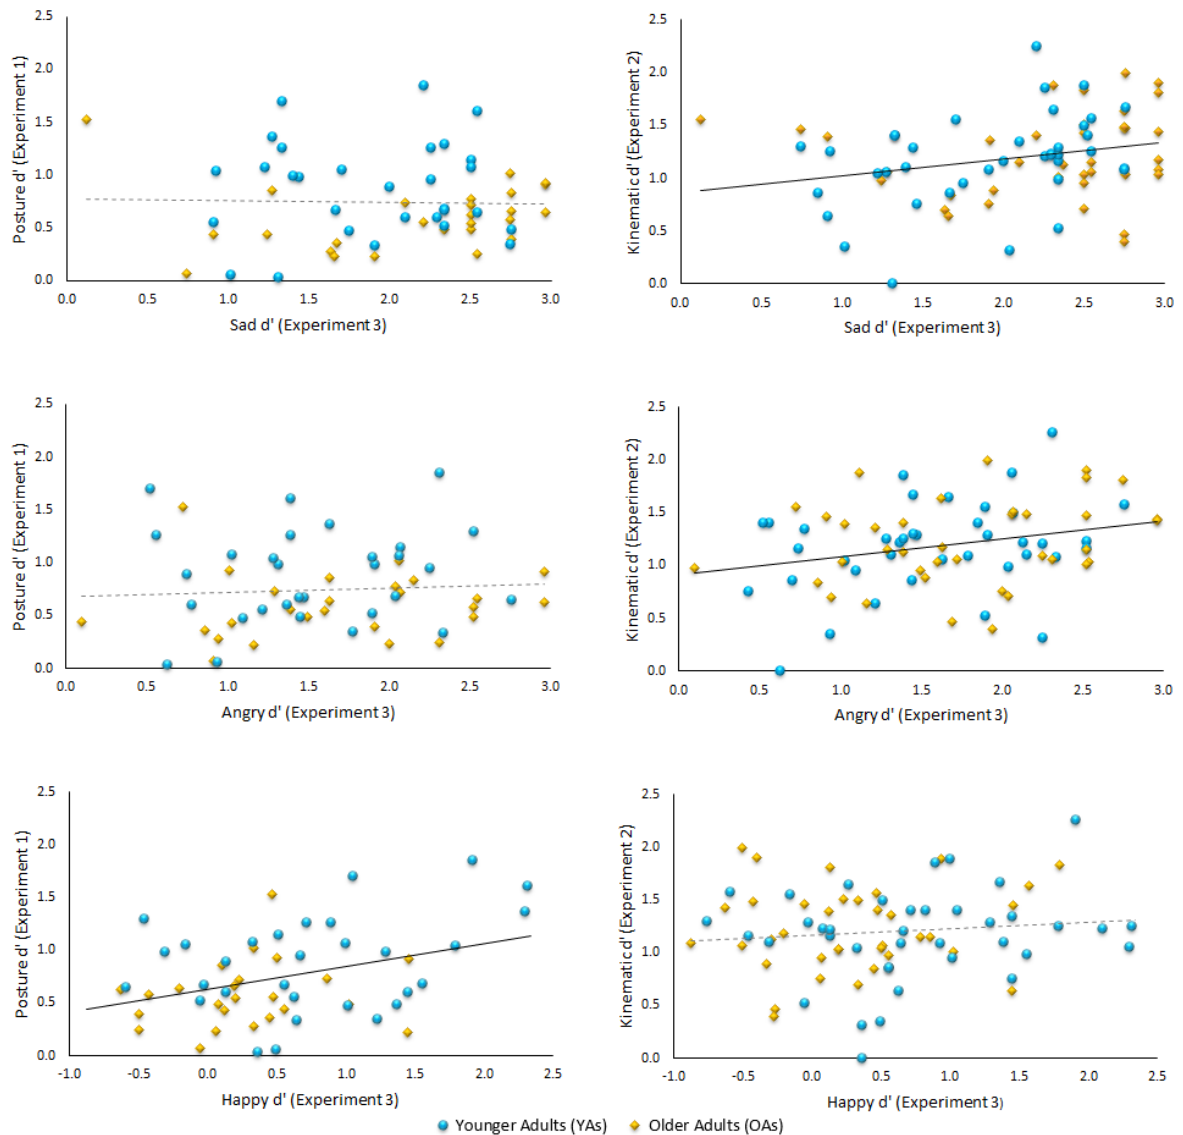 2.5
2.0
1.5
1.0
0.5
0.0
Posture d' (Experiment 1)
0.0 1.0 1.5 2.0 2.5 3.0
Sad d' (Experiment 3)
2.5
2.0
1.5
1.0
0.5
0.0
Kinematic d' (Experiment 2)
0.0 1.0 1.5 2.0 2.5 3.0
Sad d' (Experiment 3)
2.5
2.0
1.5
1.0
0.5
0.0
Posture d' (Experiment 1)
0.0 0.5 1.0 1.5 2.0 2.5 3.0
Angry d' (Experiment 3)
2.5
2.0
1.5
1.0
0.5
0.0
Kinematic d' (Experiment 2)
0.0 0.5 1.0 1.5 2.0 2.5 3.0
Angry d' (Experiment 3)
2.5
2.0
1.5
1.0
0.5
0.0
Posture d' (Experiment 1)
-1.0 -0.5 0.0 0.5 1.0 1.5 2.0 2.5
Happy d' (Experiment 3)
2.5
2.0
1.5
1.0
0.5
0.0
Kinematic d' (Experiment 2)
-1.0 -0.5 0.0 0.5 1.0 1.5 2.0 2.5
Happy d' (Experiment 3)
Younger Adults (YAs) Older Adults (OAs)